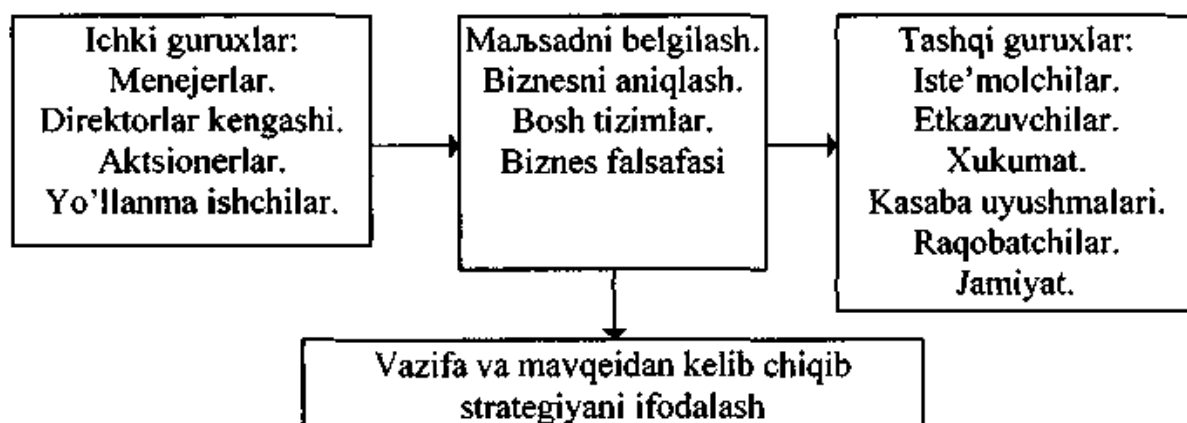 Ichki guruxlar:
Menejerlar.
Direktorlar kengashi.
Aktsionerlar.
Yo’llanma ishchilar.
Maљsadni belgilash.
Biznesni aniqlash.
Bosh tizimlar.
Biznes falsafasi
Tashqi guruxlar:
Iste’molchilar.
Etkazuvchilar.
Xukumat.
Kasaba uyushmalari.
Raqobatchilar.
Jamiyat.
Vazifa va mavqeidan kelib chiqib
strategiyani ifodalash